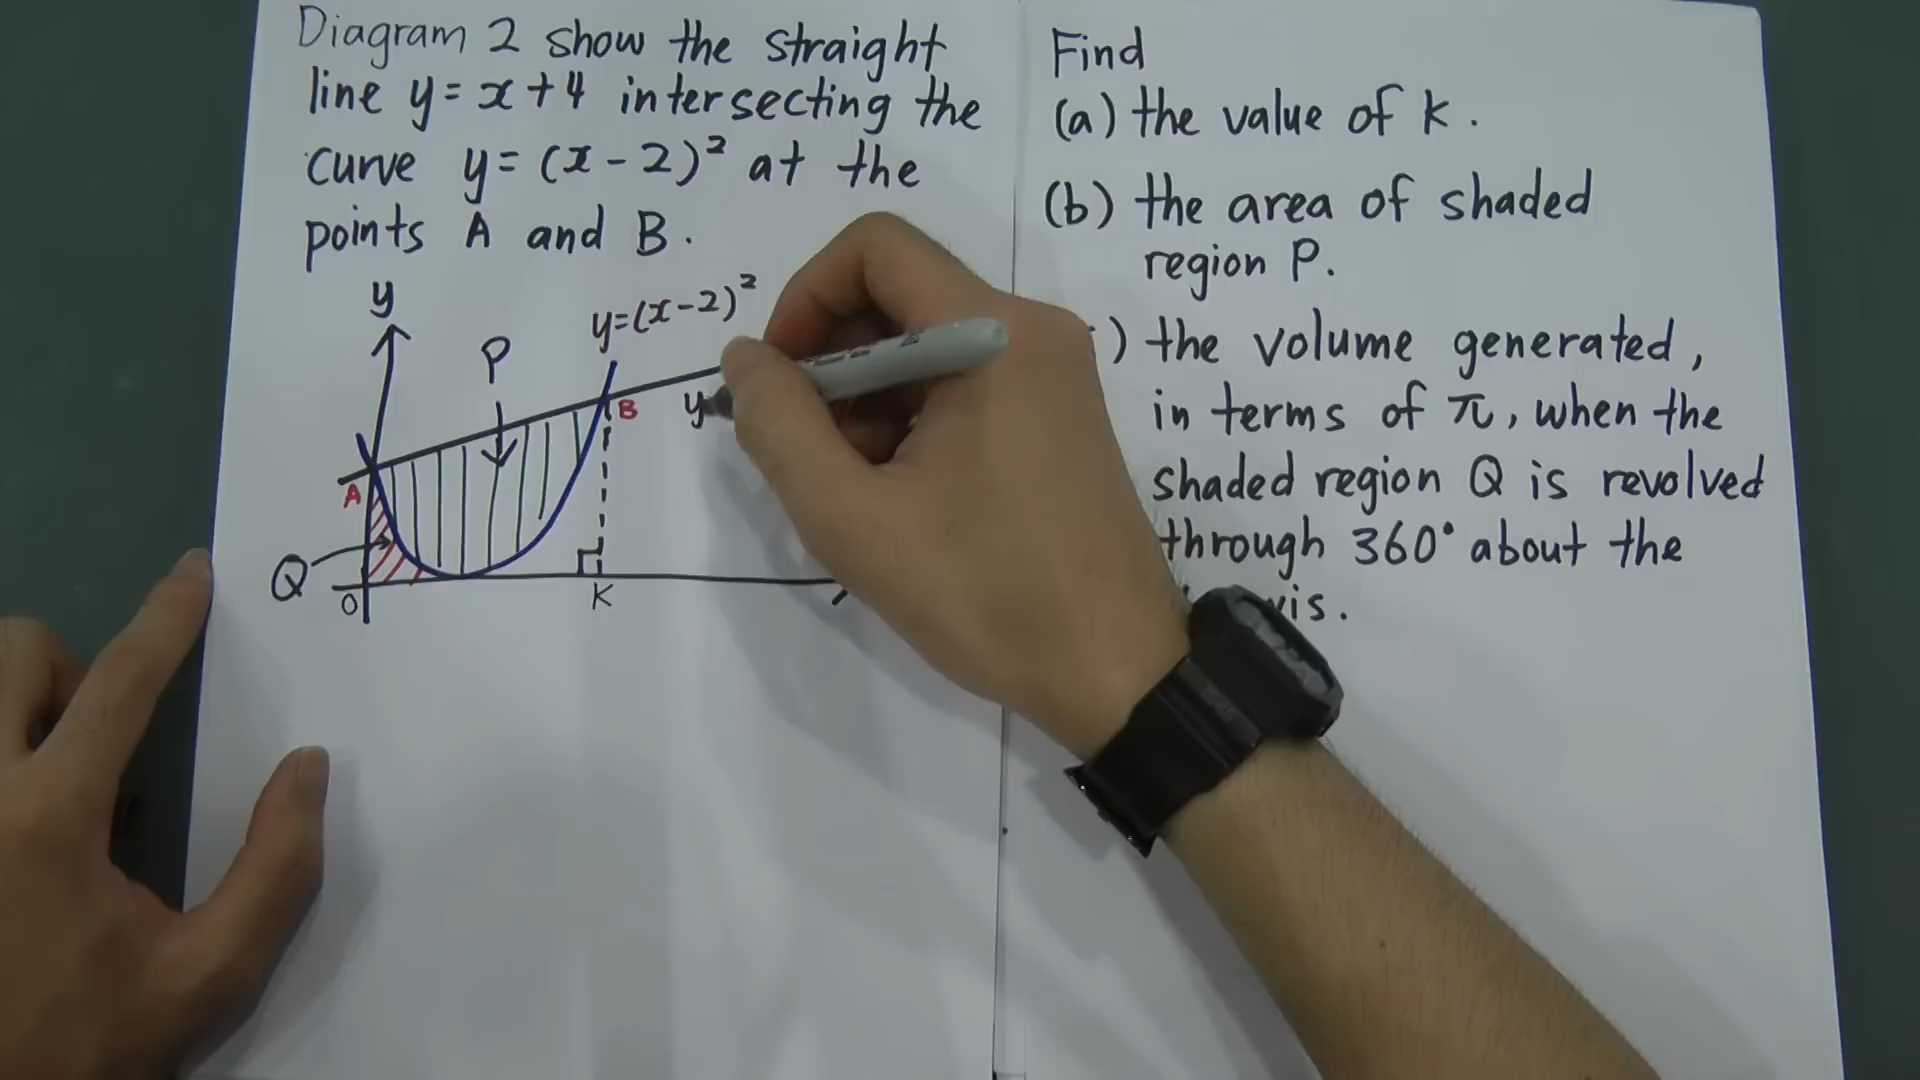 Diagram 2 show the straight
line y = x + 4 intersecting the
curve y = (x - 2)² at the
points A and B.
y
P
y = (x - 2)²
B
y
A
Q
O
K
Find
(a) the value of k.
(b) the area of shaded
region P.
) the volume generated,
in terms of π, when the
shaded region Q is revolved
through 360° about the
xis.